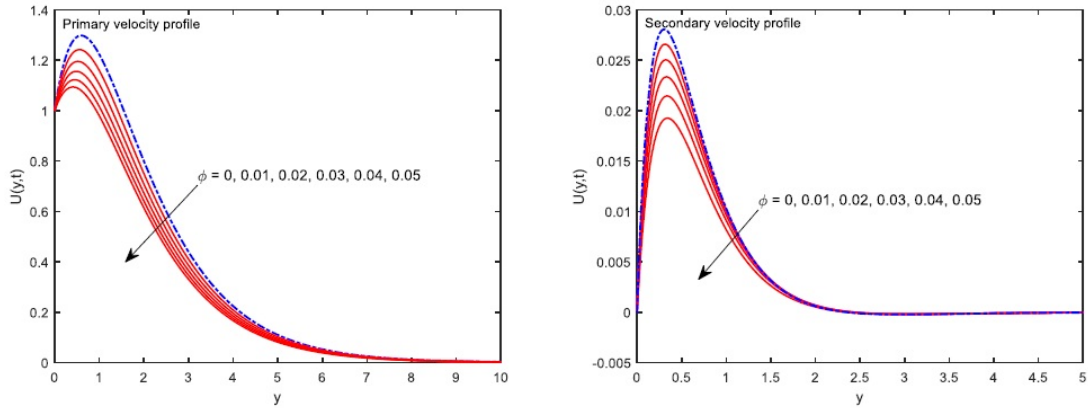 Primary velocity profile
1.4
1.2
1
0.8
0.6
0.4
0.2
0
U(y,t)
ϕ = 0, 0.01, 0.02, 0.03, 0.04, 0.05
0 1 2 3 4 5 6 7 8 9 10
y
Secondary velocity profile
0.03
0.025
0.02
0.015
0.01
0.005
0
-0.005
U(y,t)
ϕ = 0, 0.01, 0.02, 0.03, 0.04, 0.05
0 0.5 1 1.5 2 2.5 3 3.5 4 4.5 5
y